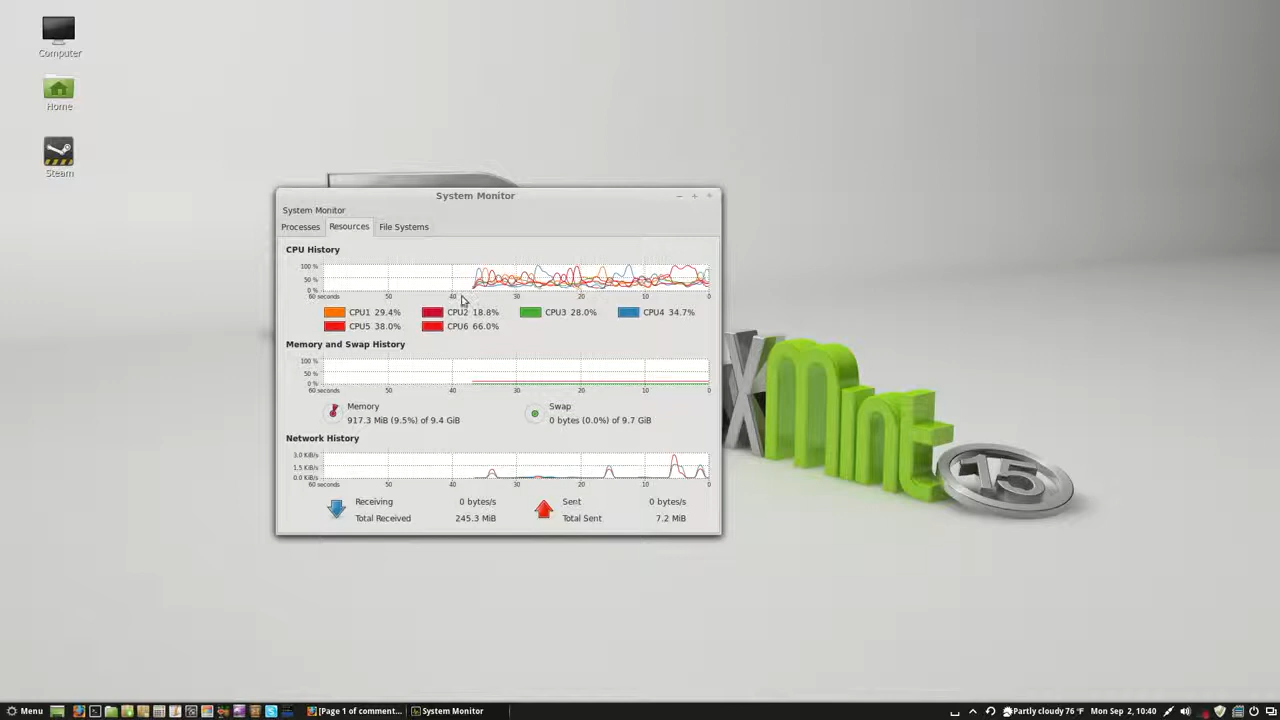 Computer
Home
Steam
System Monitor
System Monitor
Processes Resources File Systems
CPU History
100 %
50 %
0 %
60 seconds 50 40 30 20 10 0
CPU1 29.4% CPU2 18.8% CPU3 28.0% CPU4 34.7%
CPU5 38.0% CPU6 66.0%
Memory and Swap History
100 %
50 %
0 %
60 seconds 50 40 30 20 10 0
Memory Swap
917.3 MiB (9.5%) of 9.4 GiB 0 bytes (0.0%) of 9.7 GiB
Network History
3.0 KiB/s
1.5 KiB/s
0.0 KiB/s
60 seconds 50 40 30 20 10 0
Receiving 0 bytes/s Sent 0 bytes/s
Total Received 245.3 MiB Total Sent 7.2 MiB
X Mint 15
Menu [Page 1 of comment... System Monitor Partly cloudy 76 °F Mon Sep 2, 10:40